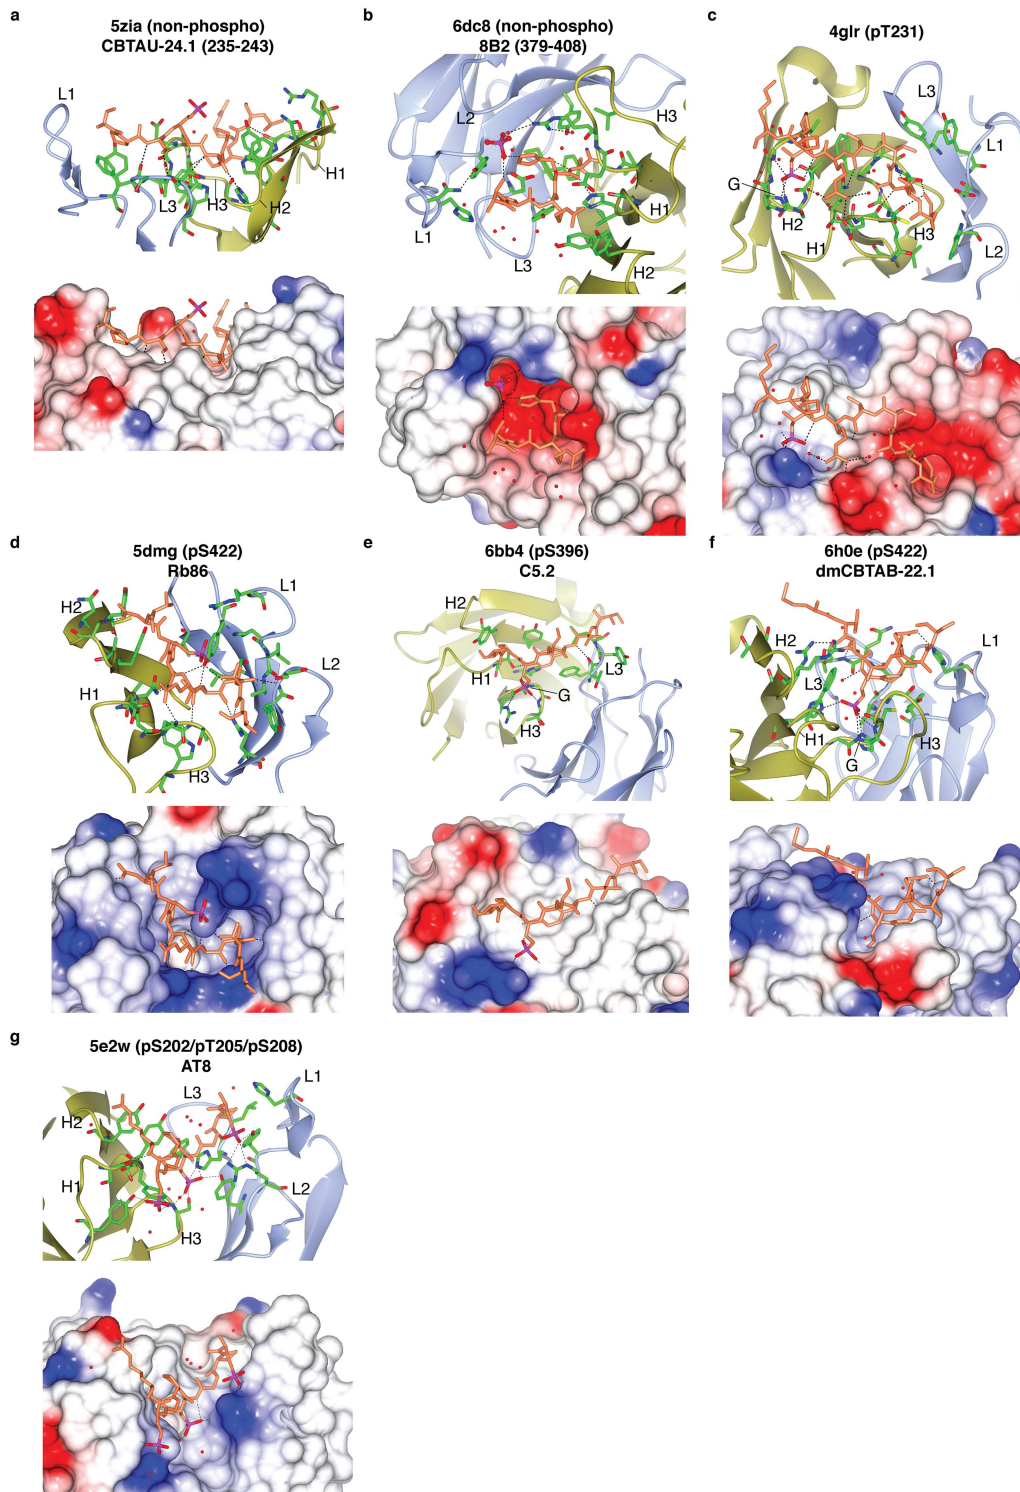 a
5zia (non-phospho)
CBTAU-24.1 (235-243)
L1
L3
H3
H2
H1
b
6dc8 (non-phospho)
8B2 (379-408)
L2
H3
L1
L3
H1
H2
c
4glr (pT231)
L3
L1
G
H2
H1
H3
L2
d
5dmg (pS422)
Rb86
H2
L1
L2
H1
H3
e
6bb4 (pS396)
C5.2
H2
H1
L3
G
H3
f
6h0e (pS422)
dmCBTAB-22.1
H2
L1
L3
H1
H3
G
g
5e2w (pS202/pT205/pS208)
AT8
L1
L3
H2
H1
L2
H3